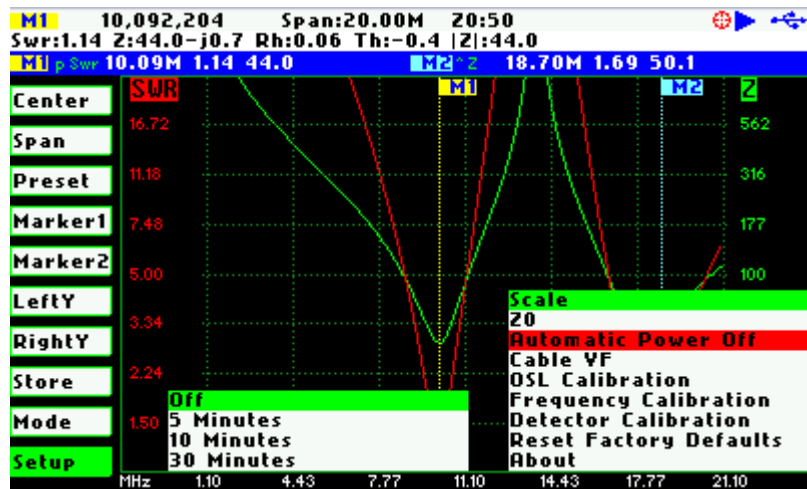 M1 10,092,204 Span:20.00M 20:50
Swr:1.14 Z:44.0-j0.7 Rh:0.06 Th:-0.4 |Z|:44.0
M1 p Swr 10.09M 1.14 44.0 M2 ^ Z 18.70M 1.69 50.1
SWR M1 M2 Z
Center
16.72 562
Span
Preset
11.18 316
Marker1
7.48 177
Marker2
5.00 100
LeftY
RightY
3.34
Store
2.24
Mode
1.50
Setup
Scale
Z0
Automatic Power Off
Cable VF
OSL Calibration
Frequency Calibration
Detector Calibration
Reset Factory Defaults
About
Off
5 Minutes
10 Minutes
30 Minutes
MHz 1.10 4.43 7.77 11.10 14.43 17.77 21.10